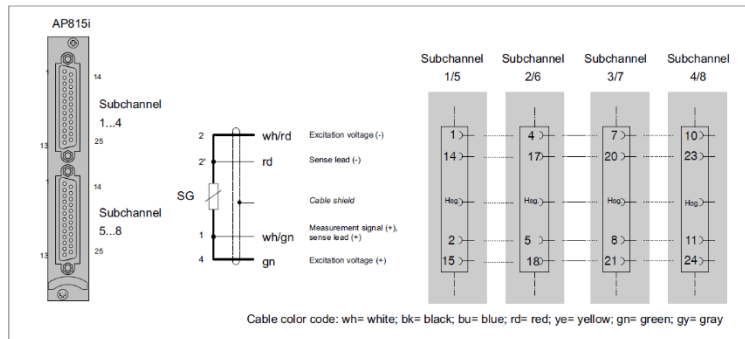 AP815i
1
14
Subchannel
1...4
13
25
1
14
Subchannel
5...8
13
25
SG
2
wh/rd
Excitation voltage (-)
2'
rd
Sense lead (-)
Cable shield
1
wh/gn
Measurement signal (+),
sense lead (+)
4
gn
Excitation voltage (+)
Subchannel Subchannel Subchannel Subchannel
1/5 2/6 3/7 4/8
1 4 7 10
14 17 20 23
Hsg. Hsg. Hsg. Hsg.
2 5 8 11
15 18 21 24
Cable color code: wh= white; bk= black; bu= blue; rd= red; ye= yellow; gn= green; gy= gray